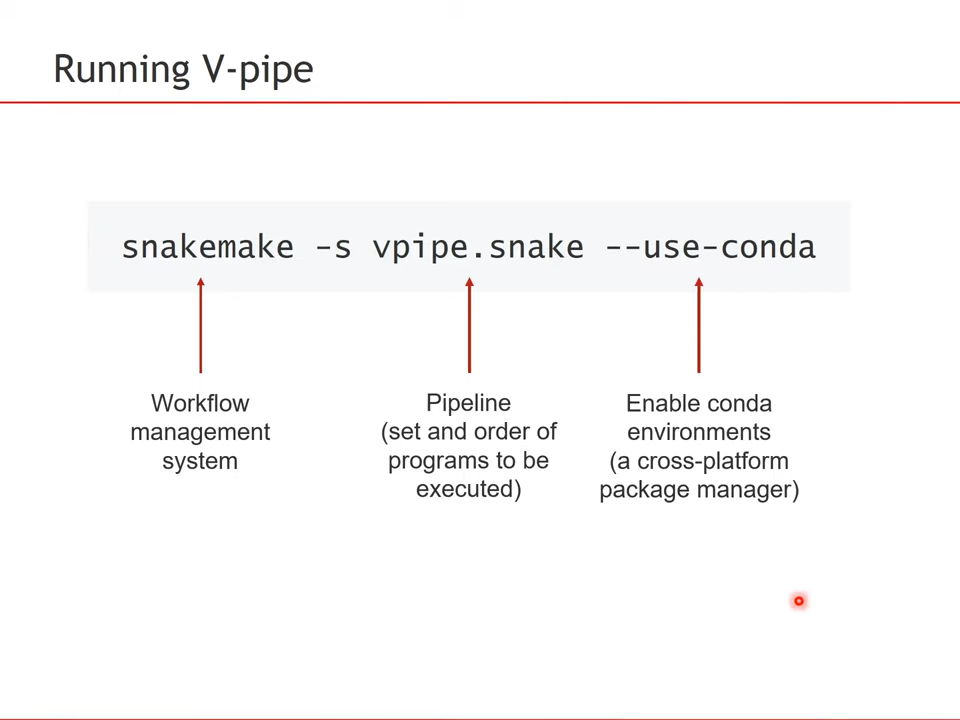 Running V-pipe
snakemake -s vpipe.snake --use-conda
Workflow
management
system
Pipeline
(set and order of
programs to be
executed)
Enable conda
environments
(a cross-platform
package manager)